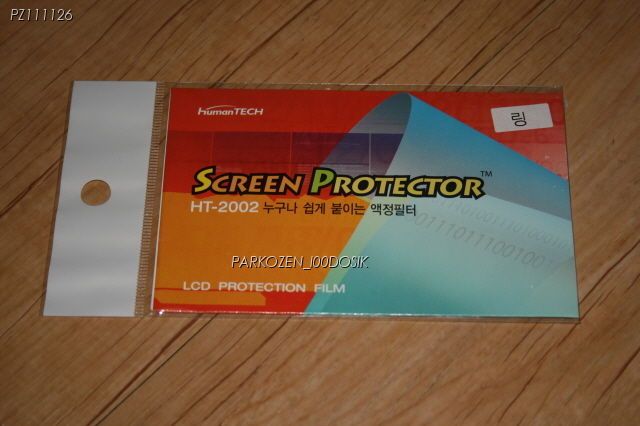 PZ111126
humanTECH
링
SCREEN PROTECTOR™
HT-2002 누구나 쉽게 붙이는 액정필터
PARKOZEN_J00DOSIK
LCD PROTECTION FILM